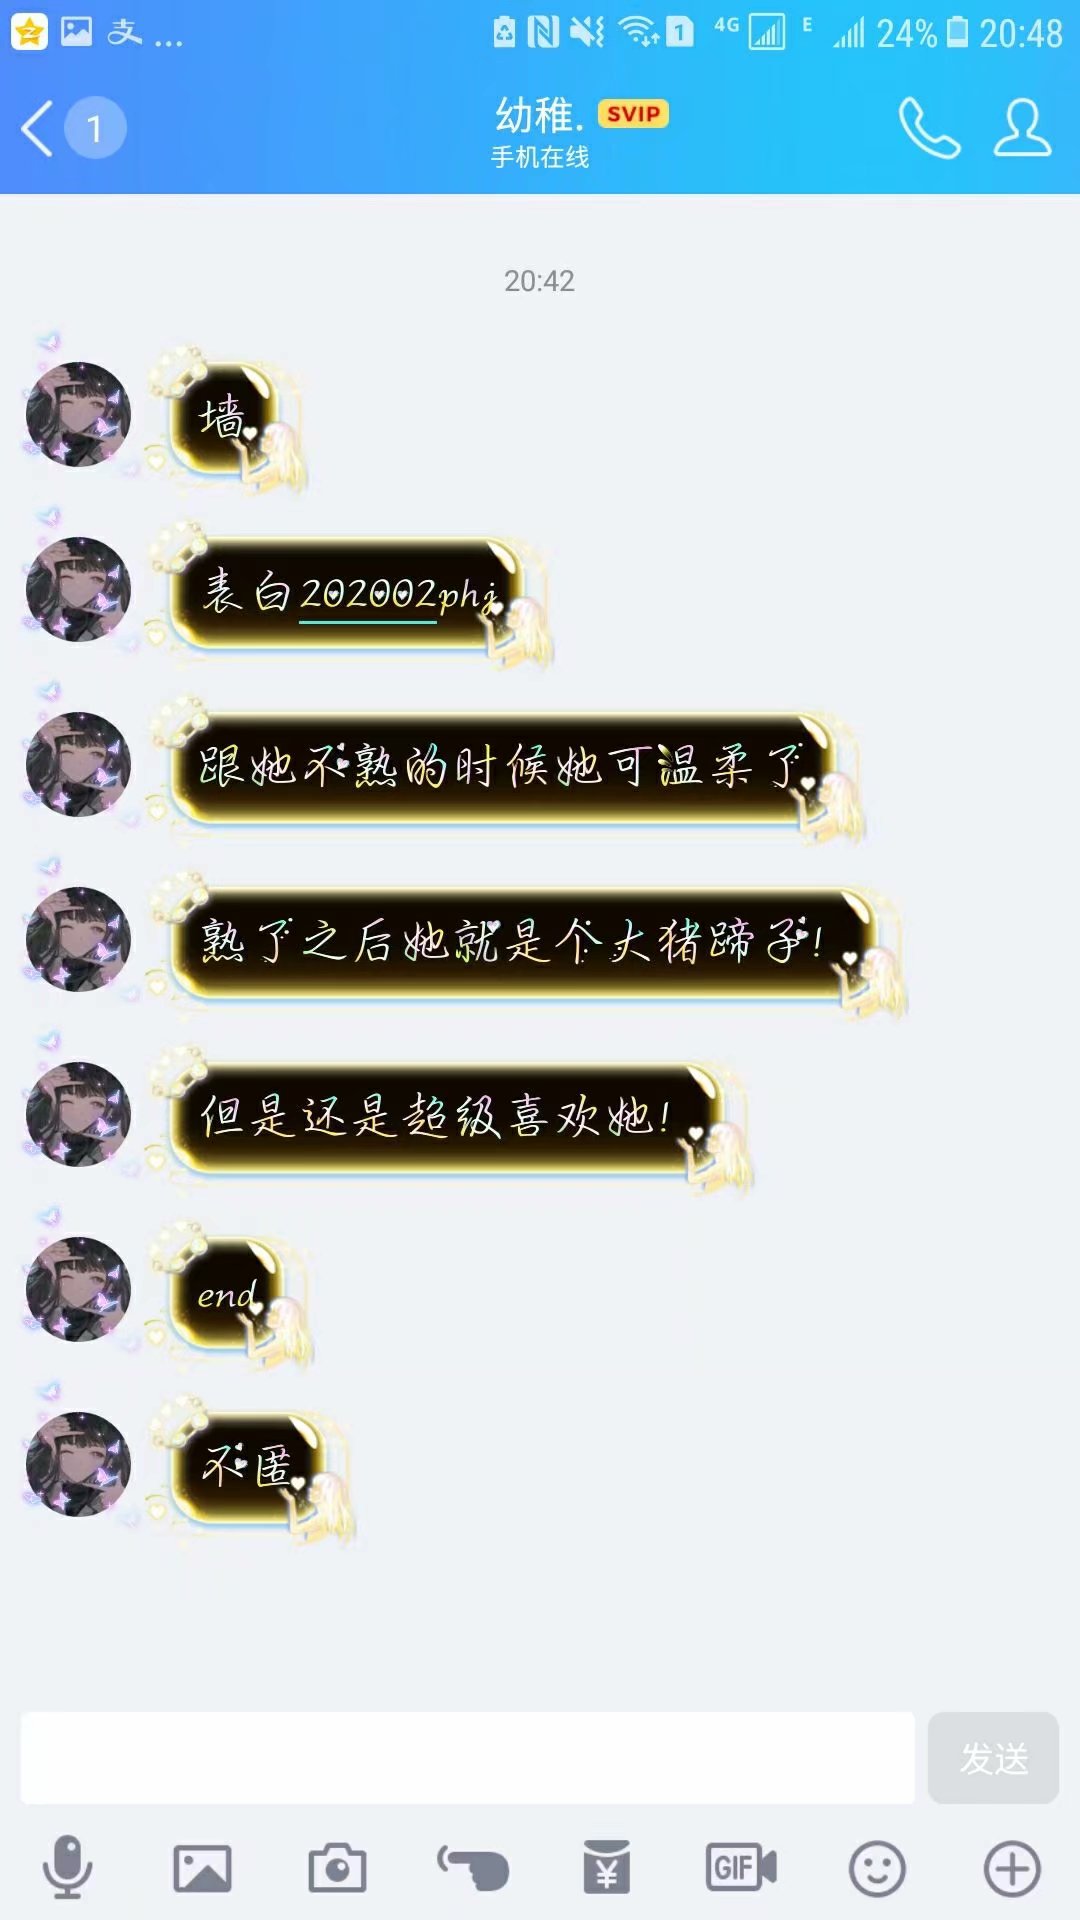 支 ...
1
4G
E
24%
20:48
1
幼稚.
SVIP
手机在线
20:42
墙
表白202002phj
跟她不熟的时候她可温柔了
熟了之后她就是个大猪蹄子!
但是还是超级喜欢她!
end
不匿
发送
GIF